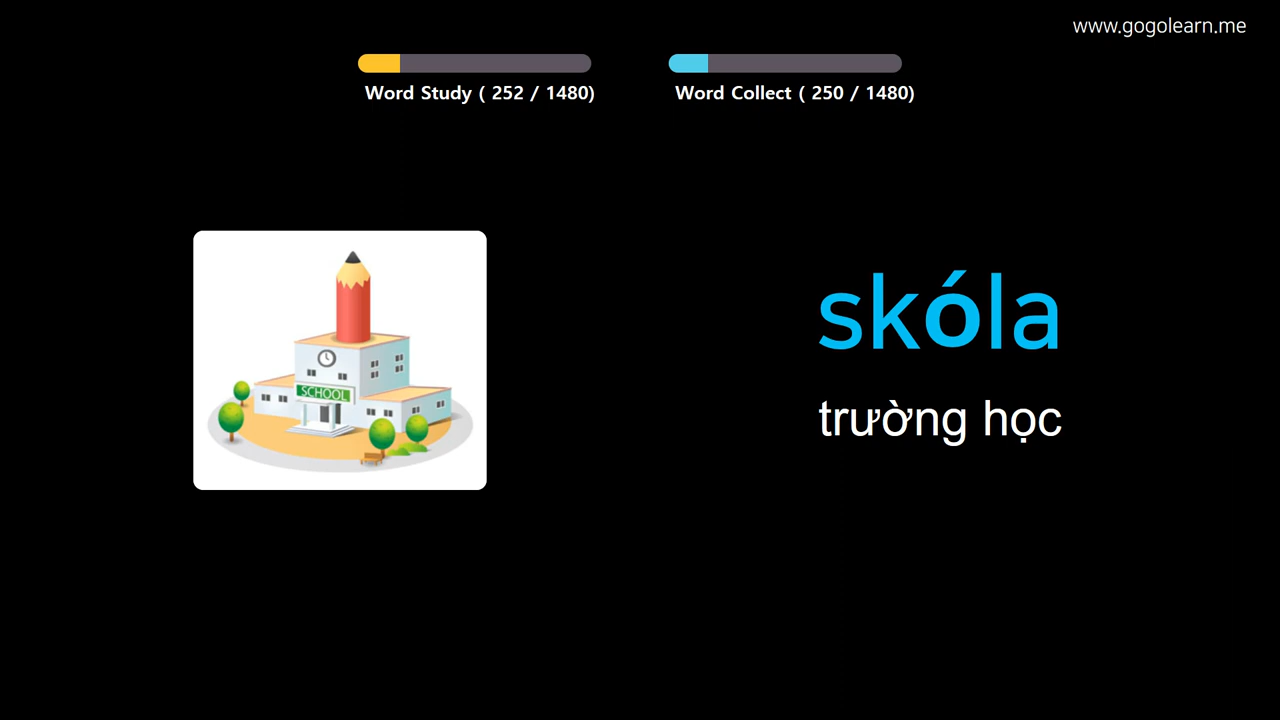 www.gogolearn.me
Word Study ( 252 / 1480)
Word Collect ( 250 / 1480)
SCHOOL
skóla
trường học